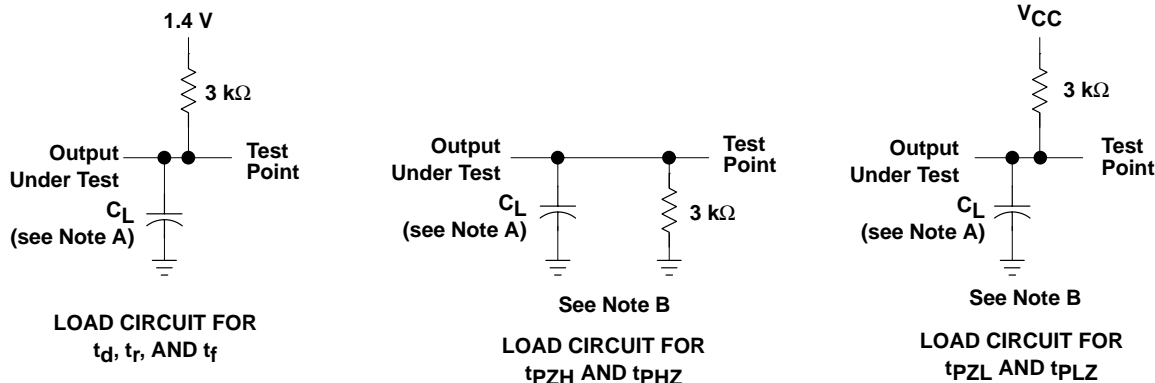 1.4 V
3 kΩ
Output
Under Test
Test
Point
CL
(see Note A)
LOAD CIRCUIT FOR
td, tr, AND tf
Output
Under Test
Test
Point
CL
(see Note A)
3 kΩ
See Note B
LOAD CIRCUIT FOR
tPZH AND tPHZ
VCC
3 kΩ
Output
Under Test
Test
Point
CL
(see Note A)
See Note B
LOAD CIRCUIT FOR
tPZL AND tPLZ